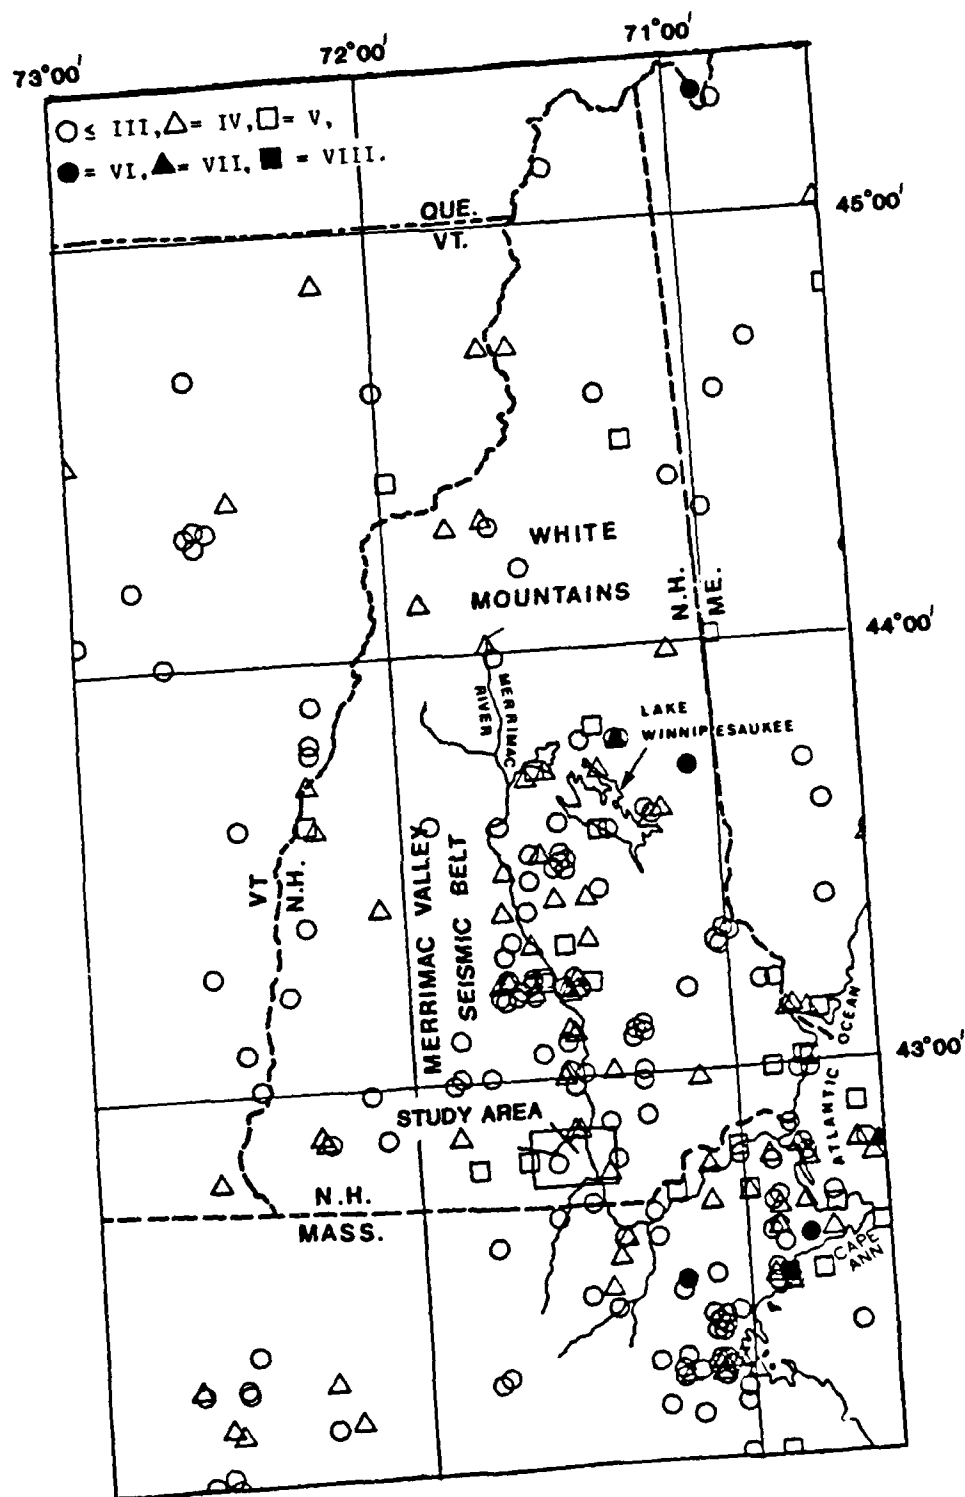 73°00'
72°00'
71°00'
○ ≤ III, △ = IV, □ = V,
● = VI, ▲ = VII, ■ = VIII.
45°00'
QUE.
VT.
WHITE
MOUNTAINS
N.H.
ME.
44°00'
MERRIMAC
RIVER
LAKE
WINNIPESAUKEE
MERRIMAC VALLEY
SEISMIC BELT
VT
N.H.
ATLANTIC
OCEAN
43°00'
STUDY AREA
N.H.
MASS.
CAPE
ANN